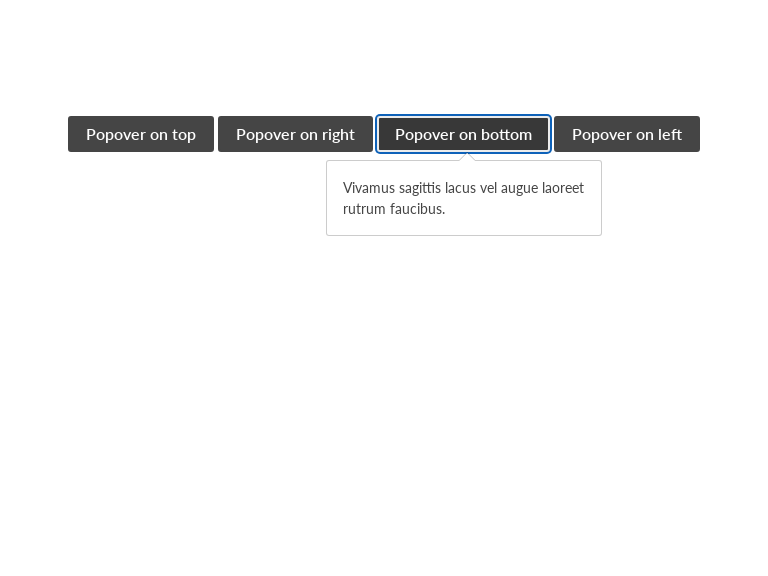 Popover on top Popover on right Popover on bottom Popover on left
Vivamus sagittis lacus vel augue laoreet
rutrum faucibus.